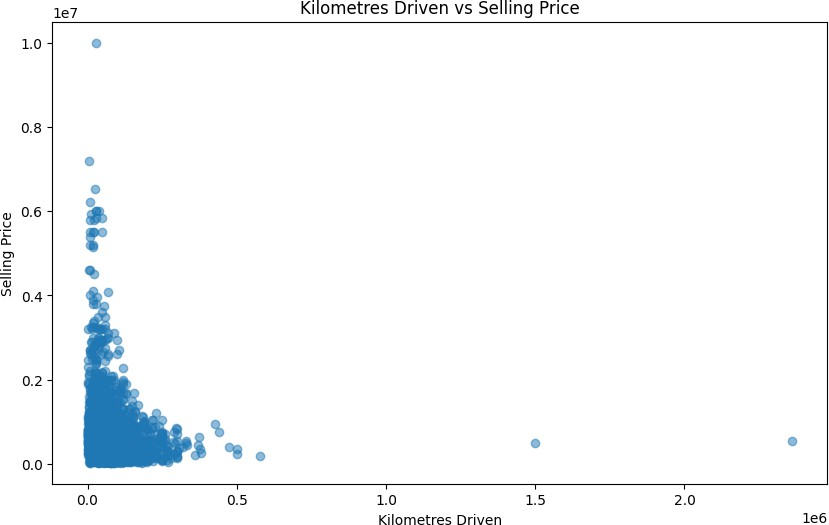 Kilometres Driven vs Selling Price
1e7
1.0
0.8
0.6
0.4
0.2
0.0
Selling Price
0.0 0.5 1.0 1.5 2.0
1e6
Kilometres Driven